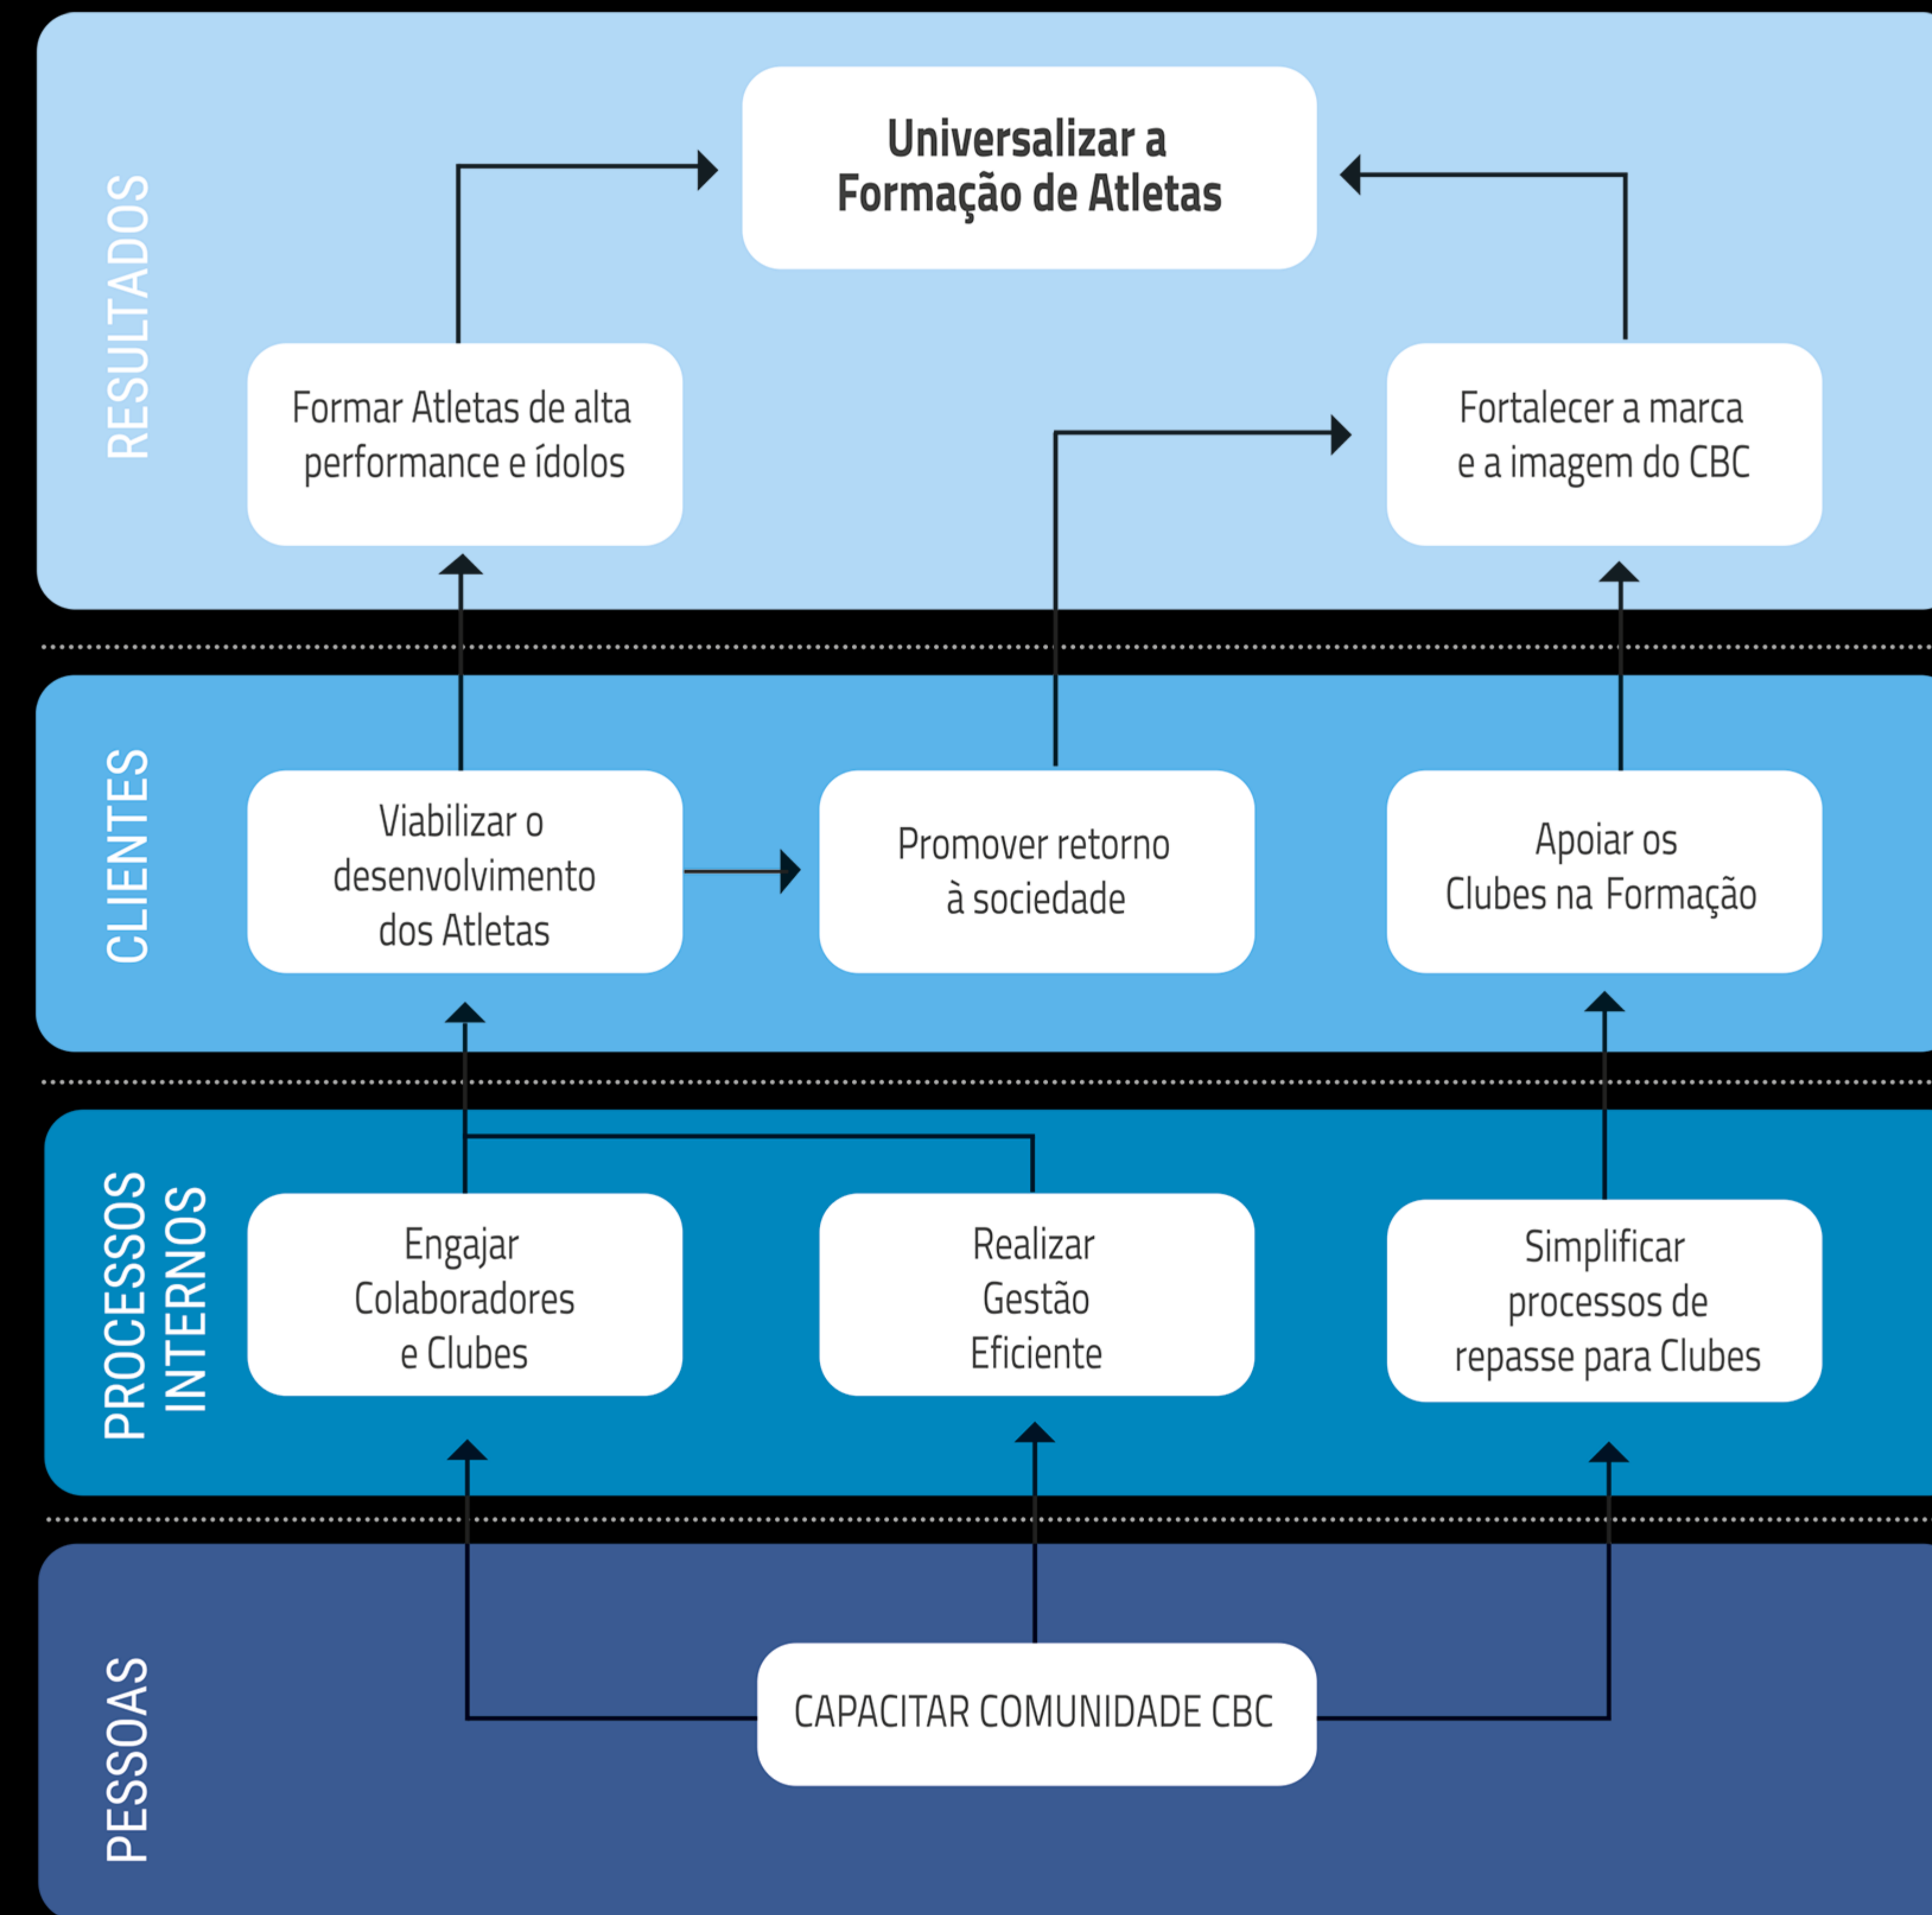 RESULTADOS
Universalizar a
Formação de Atletas
Formar Atletas de alta
performance e ídolos
Fortalecer a marca
e a imagem do CBC
CLIENTES
Viabilizar o
desenvolvimento
dos Atletas
Promover retorno
à sociedade
Apoiar os
Clubes na Formação
PROCESSOS
INTERNOS
Engajar
Colaboradores
e Clubes
Realizar
Gestão
Eficiente
Simplificar
processos de
repasse para Clubes
PESSOAS
CAPACITAR COMUNIDADE CBC